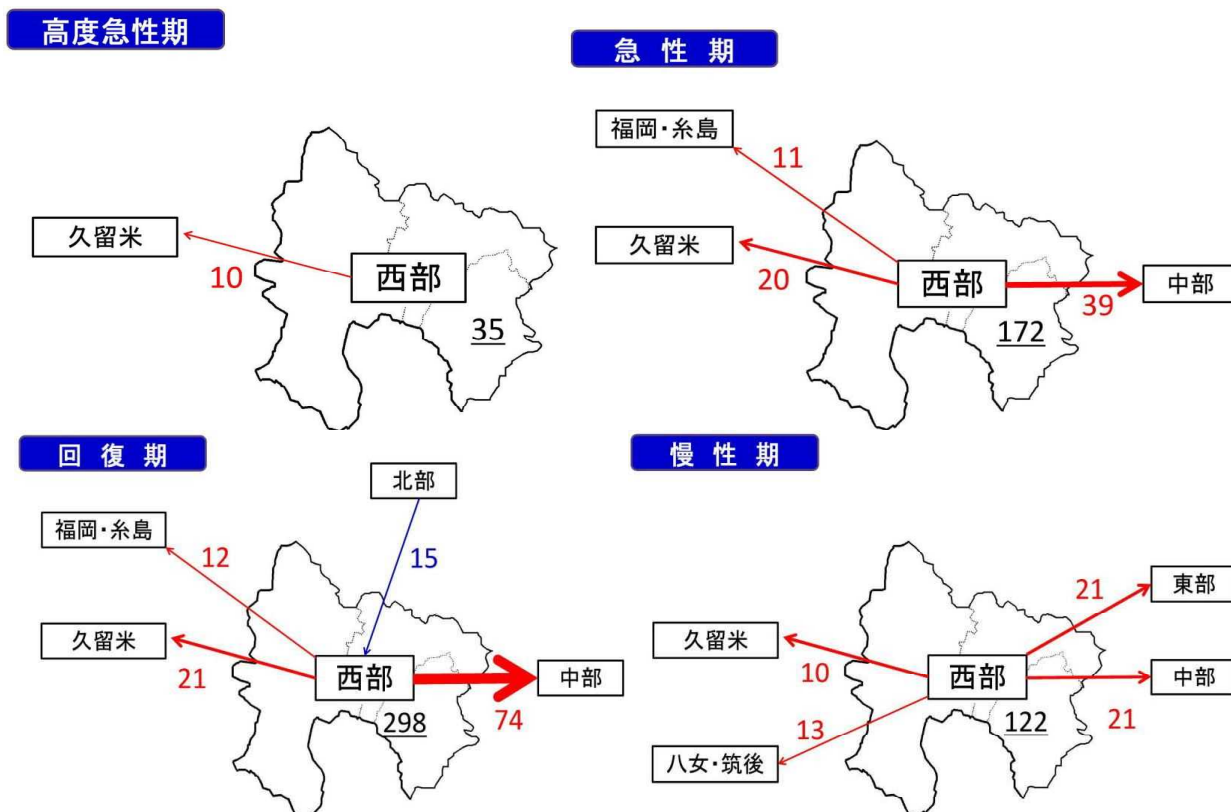 高度急性期
久留米
10
西部
35
急性期
福岡・糸島
11
久留米
20
西部
172
39
中部
回復期
北部
福岡・糸島
12
15
久留米
21
西部
298
74
中部
慢性期
東部
21
久留米
10
西部
中部
21
13
122
八女・筑後